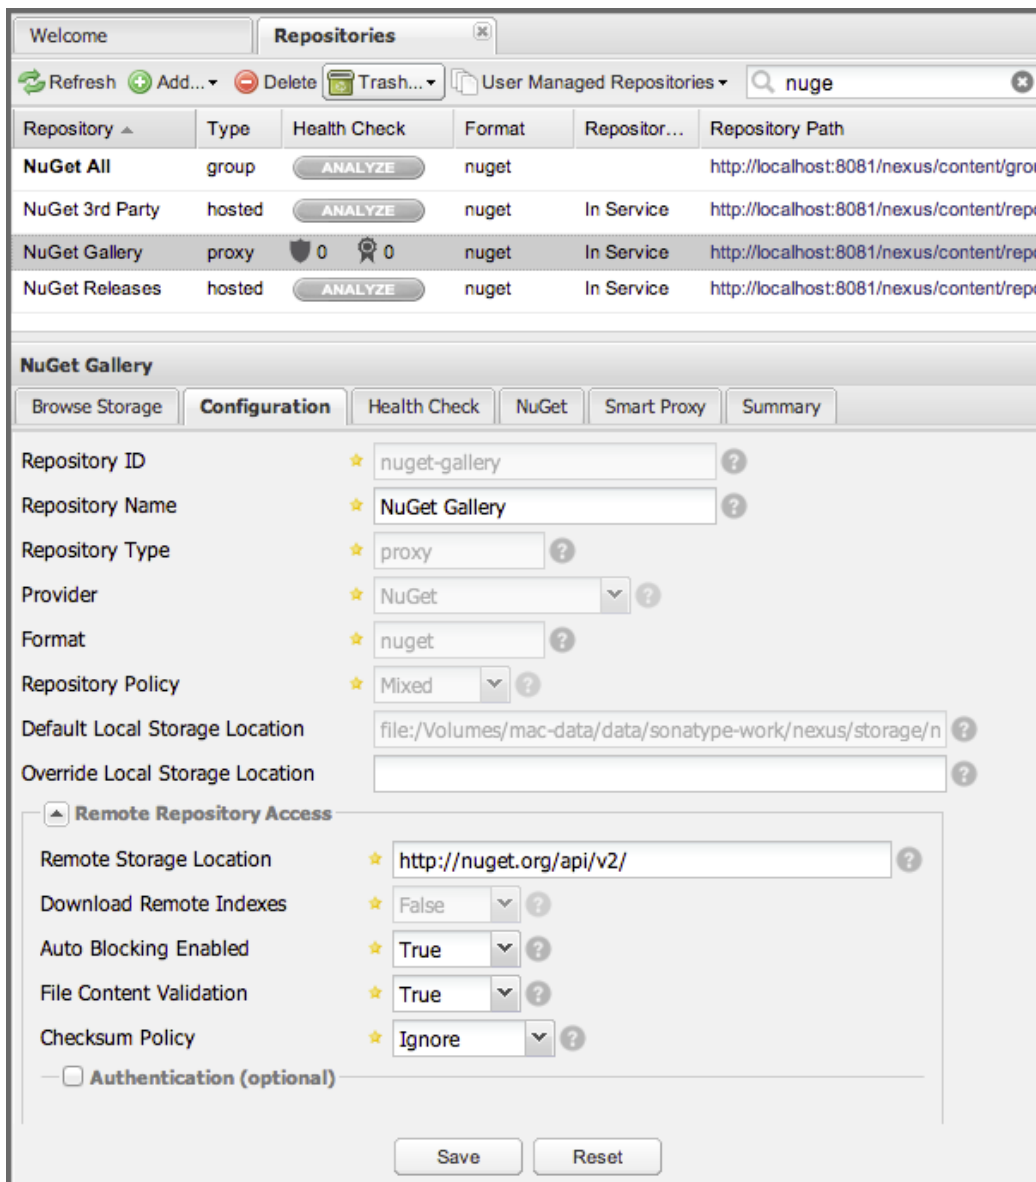 Welcome Repositories
Refresh Add... Delete Trash... User Managed Repositories nuge
Repository Type Health Check Format Repositor... Repository Path
NuGet All group ANALYZE nuget http://localhost:8081/nexus/content/gro
NuGet 3rd Party hosted ANALYZE nuget In Service http://localhost:8081/nexus/content/rep
NuGet Gallery proxy 0 0 nuget In Service http://localhost:8081/nexus/content/rep
NuGet Releases hosted ANALYZE nuget In Service http://localhost:8081/nexus/content/rep
NuGet Gallery
Browse Storage Configuration Health Check NuGet Smart Proxy Summary
Repository ID nuget-gallery ?
Repository Name NuGet Gallery ?
Repository Type proxy ?
Provider NuGet ?
Format nuget ?
Repository Policy Mixed ?
Default Local Storage Location file:/Volumes/mac-data/data/sonatype-work/nexus/storage/n ?
Override Local Storage Location ?
Remote Repository Access
Remote Storage Location http://nuget.org/api/v2/ ?
Download Remote Indexes False ?
Auto Blocking Enabled True ?
File Content Validation True ?
Checksum Policy Ignore ?
Authentication (optional)
Save Reset